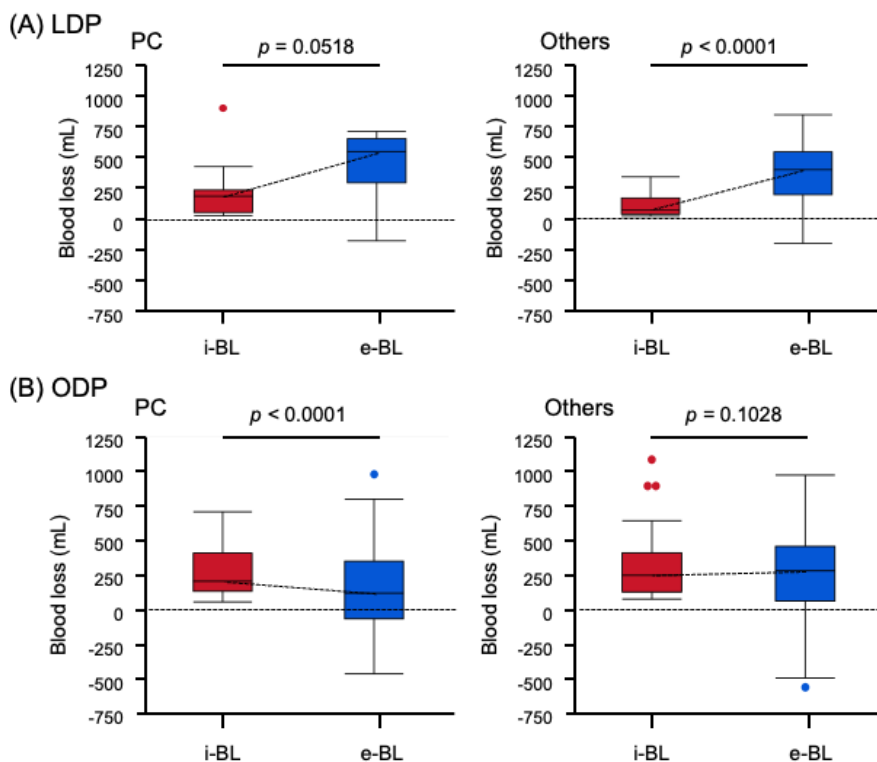 (A) LDP
PC
p = 0.0518
Blood loss (mL)
1250
1000
750
500
250
0
-250
-500
-750
i-BL
e-BL
Others
p < 0.0001
Blood loss (mL)
1250
1000
750
500
250
0
-250
-500
-750
i-BL
e-BL
(B) ODP
PC
p < 0.0001
Blood loss (mL)
1250
1000
750
500
250
0
-250
-500
-750
i-BL
e-BL
Others
p = 0.1028
Blood loss (mL)
1250
1000
750
500
250
0
-250
-500
-750
i-BL
e-BL